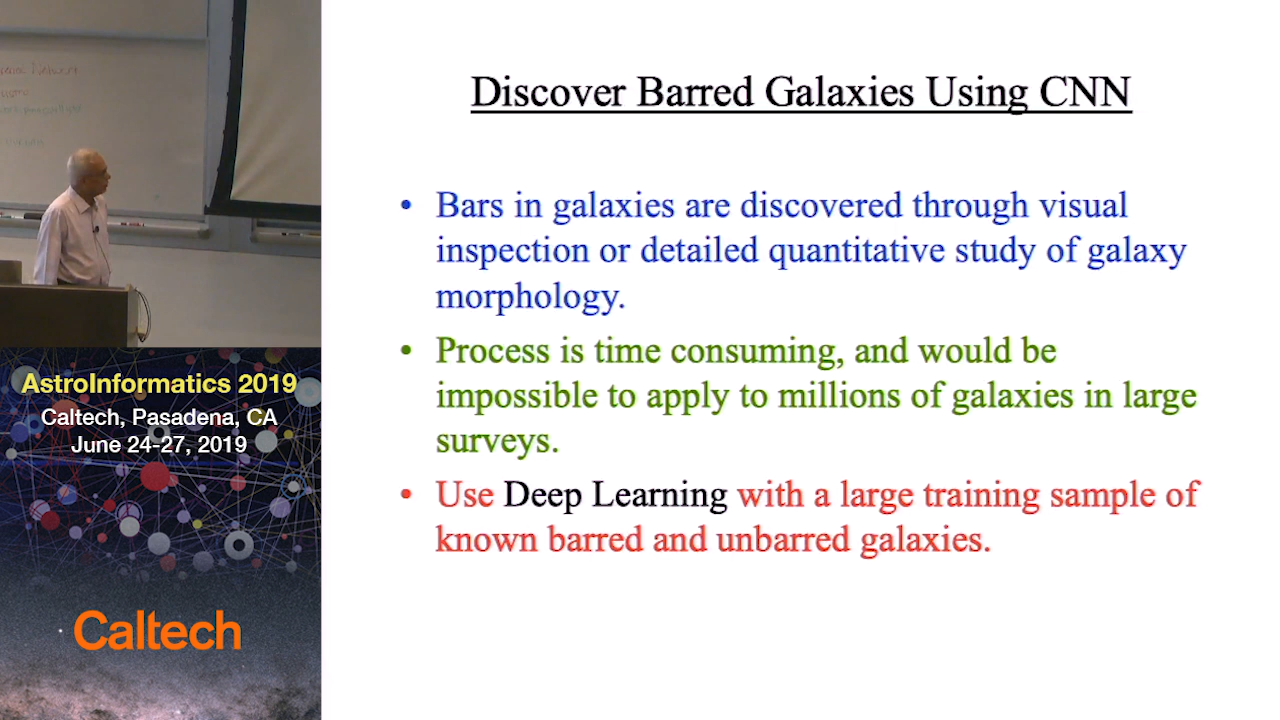 Discover Barred Galaxies Using CNN
• Bars in galaxies are discovered through visual
inspection or detailed quantitative study of galaxy
morphology.
• Process is time consuming, and would be
impossible to apply to millions of galaxies in large
surveys.
• Use Deep Learning with a large training sample of
known barred and unbarred galaxies.
AstroInformatics 2019
Caltech, Pasadena, CA
June 24-27, 2019
Caltech